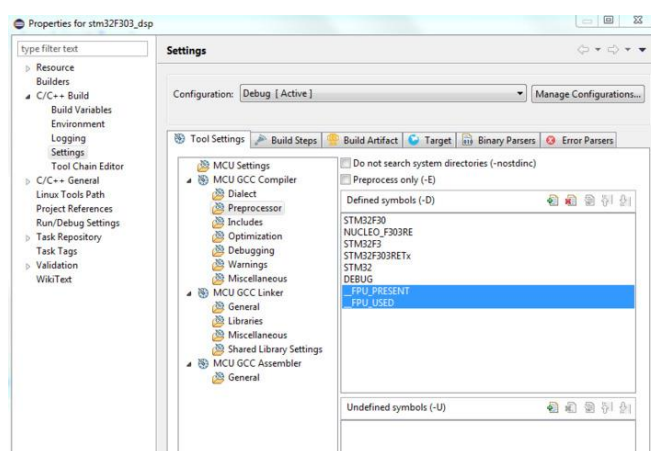 Properties for stm32F303_dsp
type filter text
Resource
Builders
C/C++ Build
Build Variables
Environment
Logging
Settings
Tool Chain Editor
C/C++ General
Linux Tools Path
Project References
Run/Debug Settings
Task Repository
Task Tags
Validation
WikiText
Settings
Configuration: Debug [ Active ] Manage Configurations...
Tool Settings Build Steps Build Artifact Target Binary Parsers Error Parsers
MCU Settings
MCU GCC Compiler
Dialect
Preprocessor
Includes
Optimization
Debugging
Warnings
Miscellaneous
MCU GCC Linker
General
Libraries
Miscellaneous
Shared Library Settings
MCU GCC Assembler
General
Do not search system directories (-nostdinc)
Preprocess only (-E)
Defined symbols (-D)
STM32F30
NUCLEO_F303RE
STM32F3
STM32F303RETx
STM32
DEBUG
__FPU_PRESENT
__FPU_USED
Undefined symbols (-U)